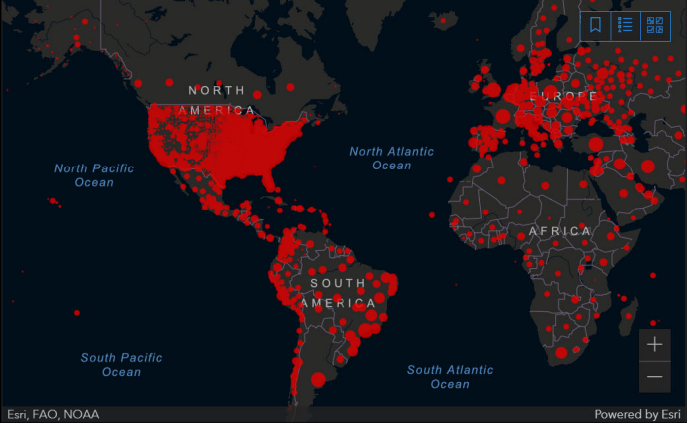 NORTH
AMERICA
EUROPE
North Atlantic
Ocean
North Pacific
Ocean
AFRICA
SOUTH
AMERICA
South Pacific
Ocean
South Atlantic
Ocean
Esri, FAO, NOAA
Powered by Esri